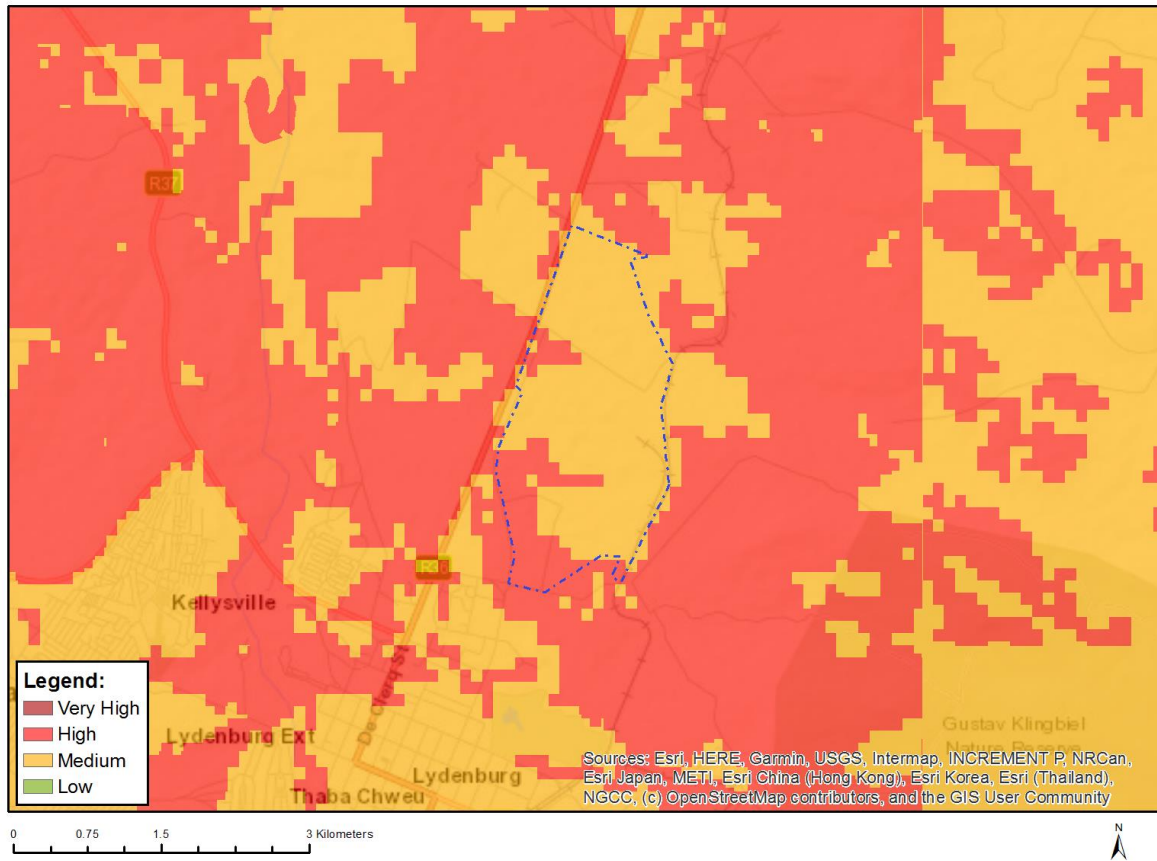 R37
R36
Kellysville
De Clerq St
Legend:
Very High
High
Medium
Low
Lydenburg Ext
Lydenburg
Thaba Chweu
Gustav Klingbiel
Nature Reserve
Sources: Esri, HERE, Garmin, USGS, Intermap, INCREMENT P, NRCan,
Esri Japan, METI, Esri China (Hong Kong), Esri Korea, Esri (Thailand),
NGCC, (c) OpenStreetMap contributors, and the GIS User Community
0 0.75 1.5 3 Kilometers
N